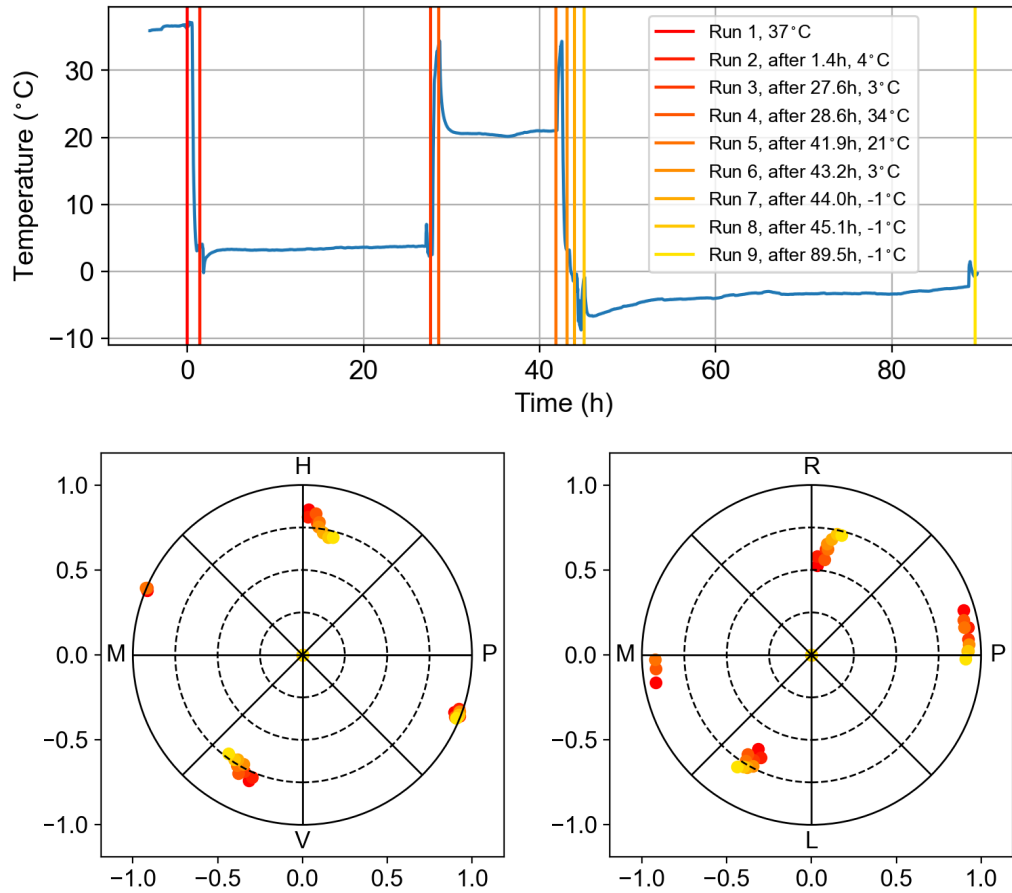 Temperature (°C)
30
20
10
0
−10
Run 1, 37°C
Run 2, after 1.4h, 4°C
Run 3, after 27.6h, 3°C
Run 4, after 28.6h, 34°C
Run 5, after 41.9h, 21°C
Run 6, after 43.2h, 3°C
Run 7, after 44.0h, -1°C
Run 8, after 45.1h, -1°C
Run 9, after 89.5h, -1°C
0 20 40 60 80
Time (h)
1.0
0.5
0.0
−0.5
−1.0
H
M
P
V
−1.0 −0.5 0.0 0.5 1.0
1.0
0.5
0.0
−0.5
−1.0
R
M
P
L
−1.0 −0.5 0.0 0.5 1.0